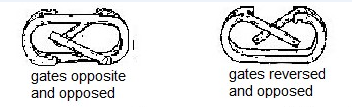 gates opposite
and opposed
gates reversed
and opposed